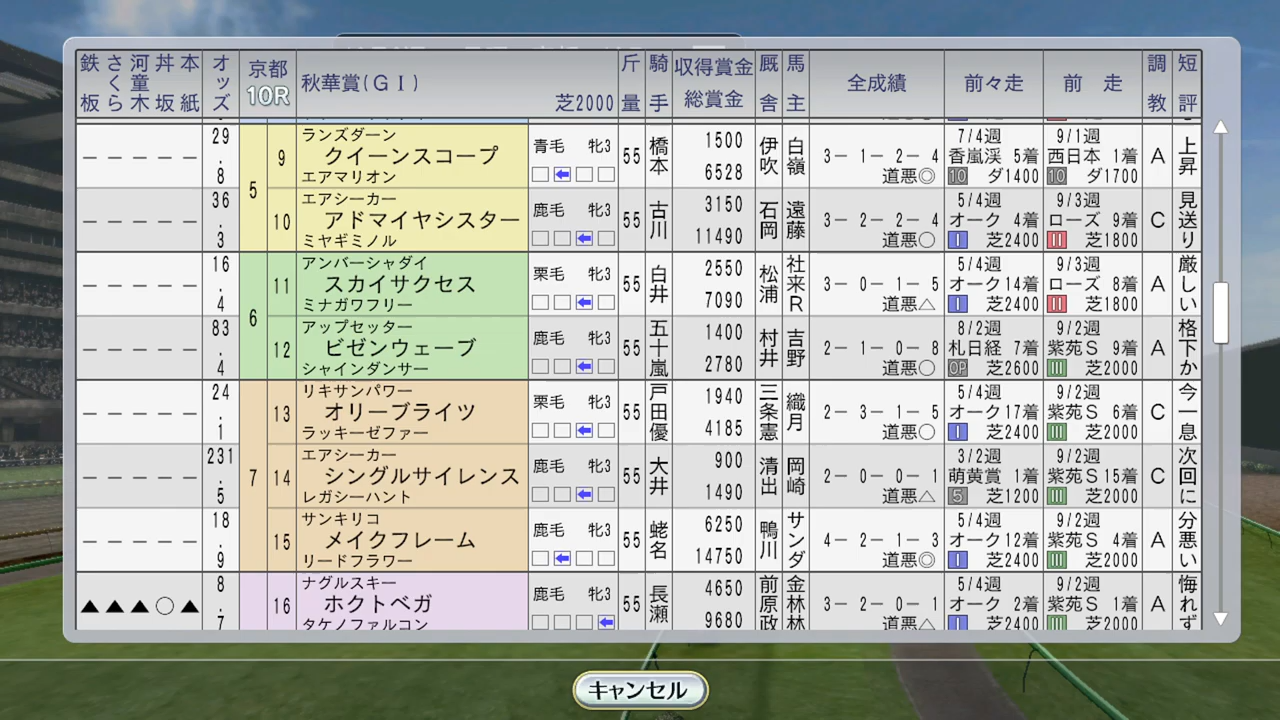 鉄板 さくら 河童木 丼坂 本紙 オッズ 京都10R 秋華賞(GⅠ) 芝2000 斤量 騎手 収得賞金 総賞金 厩舎 馬主 全成績 前々走 前 走 調教 短評
－－－－－ 29.8 5 9 ランズダーン 青毛 牝3 55 橋本 1500 伊吹 白嶺 3－1－2－4 7/4週 9/1週 A 上昇
クイーンスコープ 香嵐渓 5着 西日本 1着
エアマリオン ← 6528 道悪◎ 10 ダ1400 10 ダ1700
－－－－－ 36.3 10 エアシーカー 鹿毛 牝3 55 古川 3150 石岡 遠藤 3－2－2－4 5/4週 9/3週 C 見送り
アドマイヤシスター オーク 4着 ローズ 9着
ミヤギミノル ← 11490 道悪○ Ⅰ 芝2400 Ⅱ 芝1800
－－－－－ 16.4 6 11 アンバーシャダイ 栗毛 牝3 55 白井 2550 松浦 社来R 3－0－1－5 5/4週 9/3週 A 厳しい
スカイサクセス オーク14着 ローズ 8着
ミナガワフリー ← 7090 道悪△ Ⅰ 芝2400 Ⅱ 芝1800
－－－－－ 83.4 12 アップセッター 鹿毛 牝3 55 五十嵐 1400 村井 吉野 2－1－0－8 8/2週 9/2週 A 格下か
ビゼンウェーブ 札日経 7着 紫苑S 9着
シャインダンサー ← 2780 道悪○ OP 芝2600 Ⅲ 芝2000
－－－－－ 24.1 7 13 リキサンパワー 栗毛 牝3 55 戸田優 1940 三条憲 織月 2－3－1－5 5/4週 9/2週 C 今一息
オリーブライツ オーク17着 紫苑S 6着
ラッキーゼファー ← 4185 道悪○ Ⅰ 芝2400 Ⅲ 芝2000
－－－－－ 231.5 14 エアシーカー 鹿毛 牝3 55 大井 900 清出 岡崎 2－0－0－1 3/2週 9/2週 C 次回に
シングルサイレンス 萌黄賞 1着 紫苑S15着
レガシーハント ← 1490 道悪△ 5 芝1200 Ⅲ 芝2000
－－－－－ 18.9 15 サンキリコ 鹿毛 牝3 55 蛯名 6250 鴨川 サンダ 4－2－1－3 5/4週 9/2週 A 分悪い
メイクフレーム オーク12着 紫苑S 4着
リードフラワー ← 14750 道悪◎ Ⅰ 芝2400 Ⅲ 芝2000
▲▲▲○▲ 8.7 16 ナグルスキー 鹿毛 牝3 55 長瀬 4650 前原政 金林林 3－2－0－1 5/4週 9/2週 A 悔れず
ホクトベガ オーク 2着 紫苑S 1着
タケノファルコン ← 9680 道悪△ Ⅰ 芝2400 Ⅲ 芝2000
キャンセル